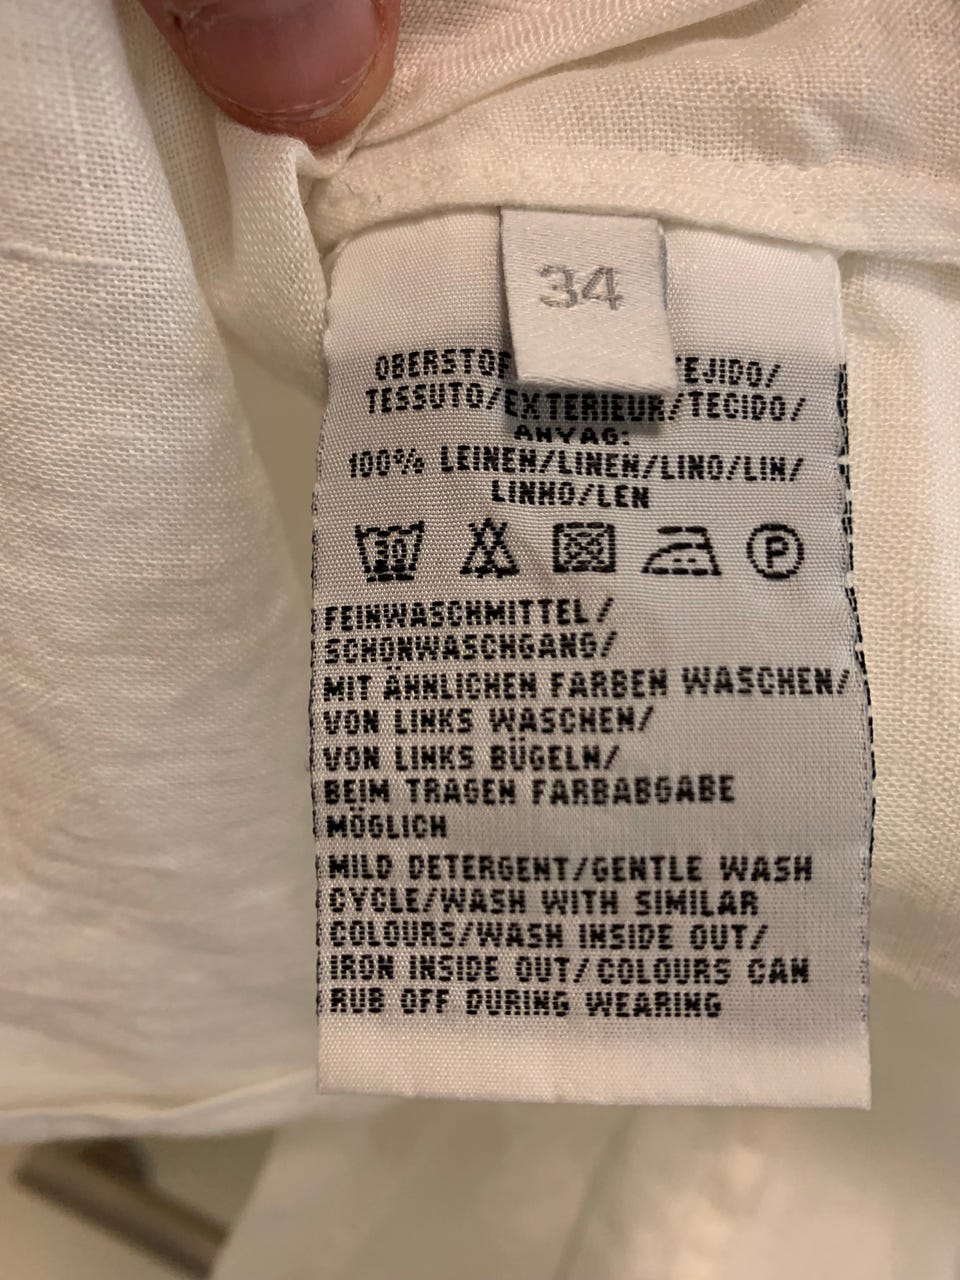 34
TEJIDO/
TESSUTO/EXTERIEUR/TECIDO/
ANYAG:
100% LEINEN/LINEN/LINO/LIN/
LINHO/LEN
30 P
FEINWASCHMITTEL/
SCHONWASCHGANG/
MIT ÄHNLICHEN FARBEN WASCHEN/
VON LINKS WASCHEN/
VON LINKS BÜGELN/
BEIM TRAGEN FARBABGABE
MÖGLICH
MILD DETERGENT/GENTLE WASH
CYCLE/WASH WITH SIMILAR
COLOURS/WASH INSIDE OUT/
IRON INSIDE OUT/COLOURS CAN
RUB OFF DURING WEARING